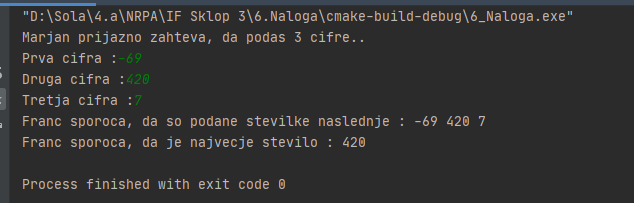 "D:\Sola\4.a\NRPA\IF Sklop 3\6.Naloga\cmake-build-debug\6_Naloga.exe"
Marjan prijazno zahteva, da podas 3 cifre..
Prva cifra :-69
Druga cifra :420
Tretja cifra :7
Franc sporoca, da so podane stevilke naslednje : -69 420 7
Franc sporoca, da je najvecje stevilo : 420
Process finished with exit code 0